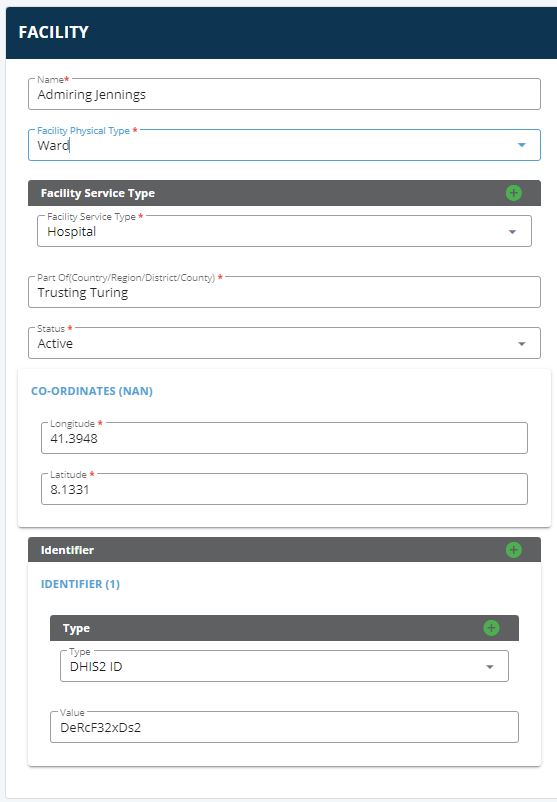 FACILITY
Name*
Admiring Jennings
Facility Physical Type *
Ward
Facility Service Type
Facility Service Type *
Hospital
Part Of(Country/Region/District/County) *
Trusting Turing
Status *
Active
CO-ORDINATES (NAN)
Longitude *
41.3948
Latitude *
8.1331
Identifier
IDENTIFIER (1)
Type
Type
DHIS2 ID
Value
DeRcF32xDs2